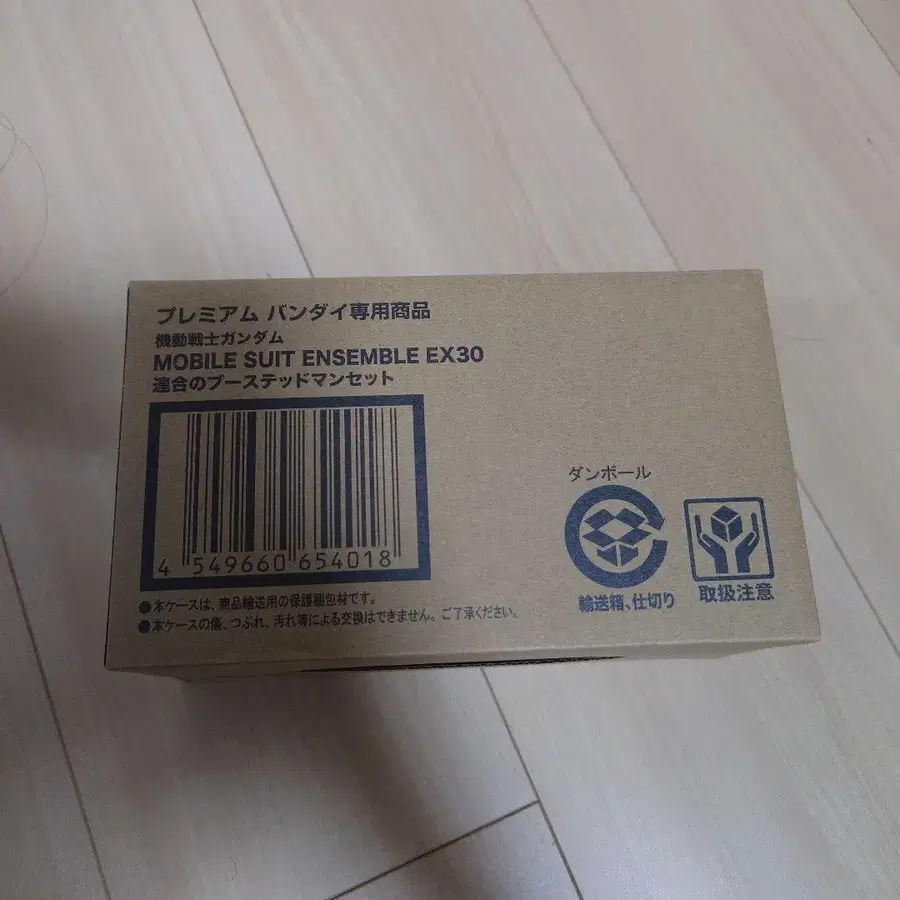 プレミアム バンダイ専用商品
機動戦士ガンダム
MOBILE SUIT ENSEMBLE EX30
連合のブーステッドマンセット
4 549660 654018
●本ケースは、商品輸送用の保護梱包材です。
●本ケースの傷、つぶれ、汚れ等による交換はできません。ご了承ください。
ダンボール
輸送箱、仕切り
取扱注意